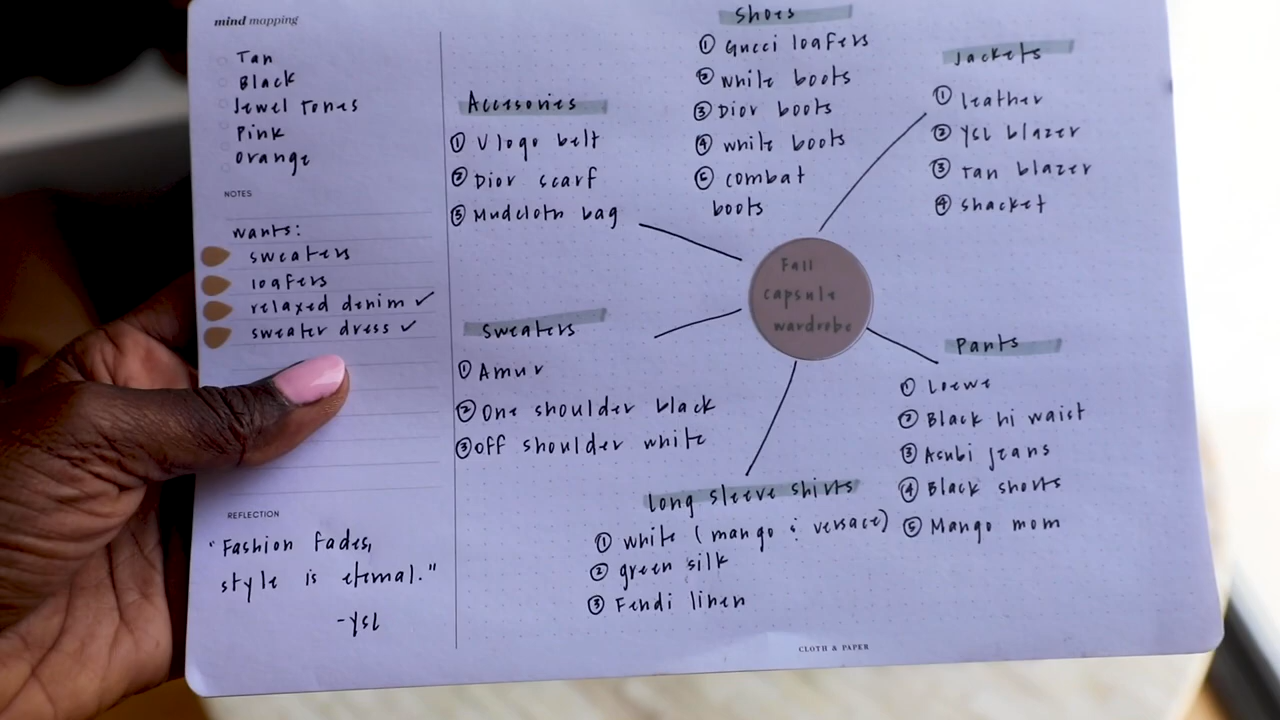 mind mapping
Tan
Black
Jewel Tones
Pink
Orange
NOTES
wants:
sweaters
loafers
relaxed denim ✓
sweater dress ✓
REFLECTION
"Fashion fades,
style is eternal."
-YSL
Accesories
① V logo belt
② Dior scarf
③ Mudcloth bag
Shoes
① Gucci loafers
② white boots
③ Dior boots
④ white boots
⑤ combat
boots
Jackets
① leather
② YSL blazer
③ Tan blazer
④ shacket
Fall
capsule
wardrobe
Sweaters
① Amur
② One shoulder black
③ off shoulder white
Pants
① Loewe
② Black hi waist
③ Asubi jeans
④ Black shorts
⑤ Mango mom
long sleeve shirts
① white (mango & versace)
② green silk
③ Fendi linen
CLOTH & PAPER